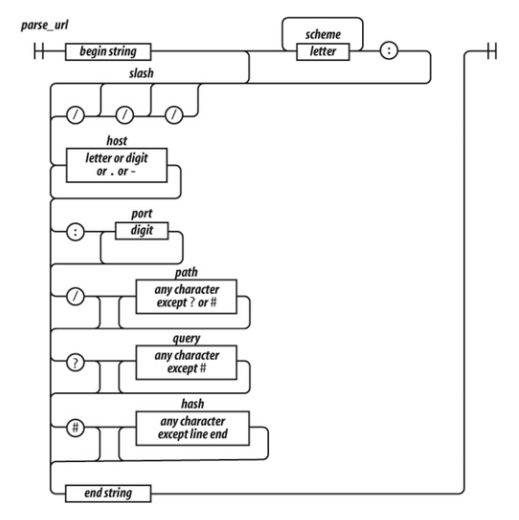 parse_url
begin string
scheme
letter
:
slash
/
/
/
host
letter or digit
or . or -
port
:
digit
path
/
any character
except ? or #
query
?
any character
except #
hash
#
any character
except line end
end string